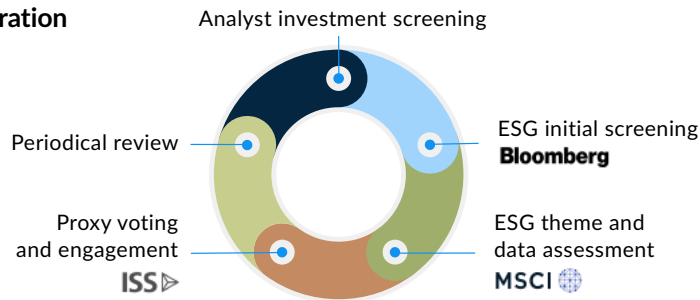 ration
Analyst investment screening
ESG initial screening
Bloomberg
ESG theme and
data assessment
MSCI
Proxy voting
and engagement
ISS
Periodical review